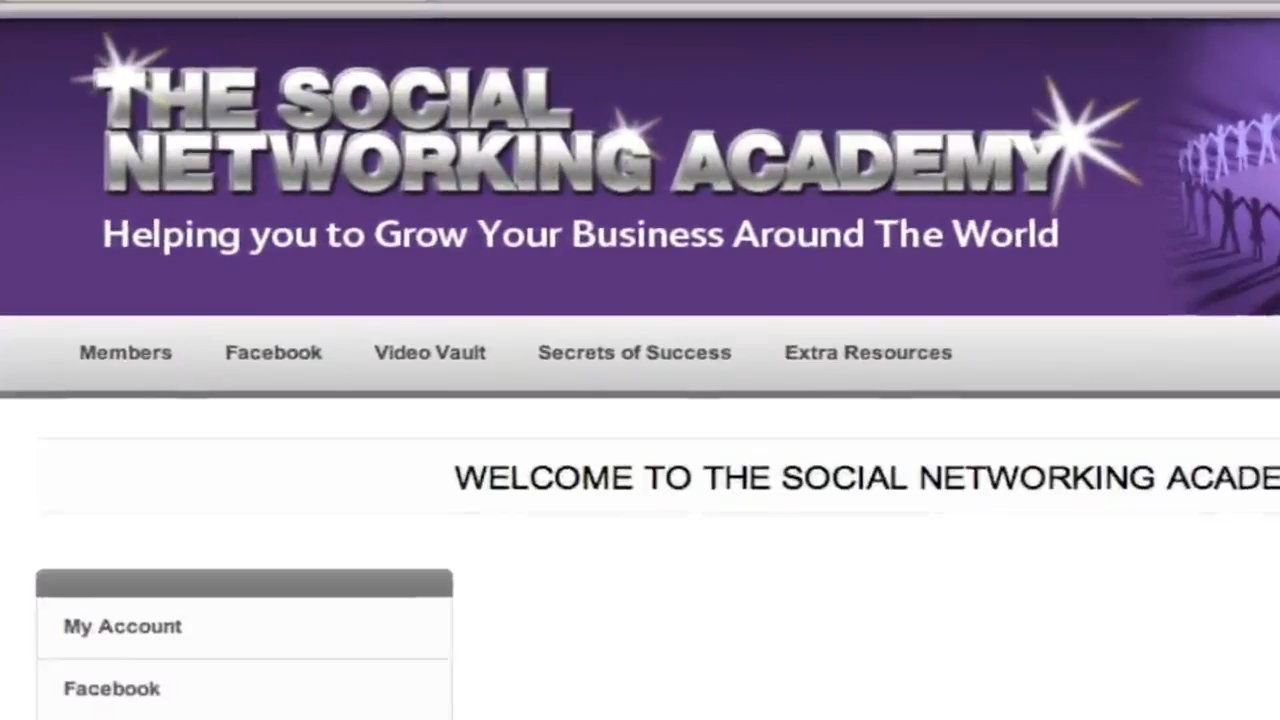 THE SOCIAL
NETWORKING ACADEMY
Helping you to Grow Your Business Around The World
Members Facebook Video Vault Secrets of Success Extra Resources
WELCOME TO THE SOCIAL NETWORKING ACADE
My Account
Facebook